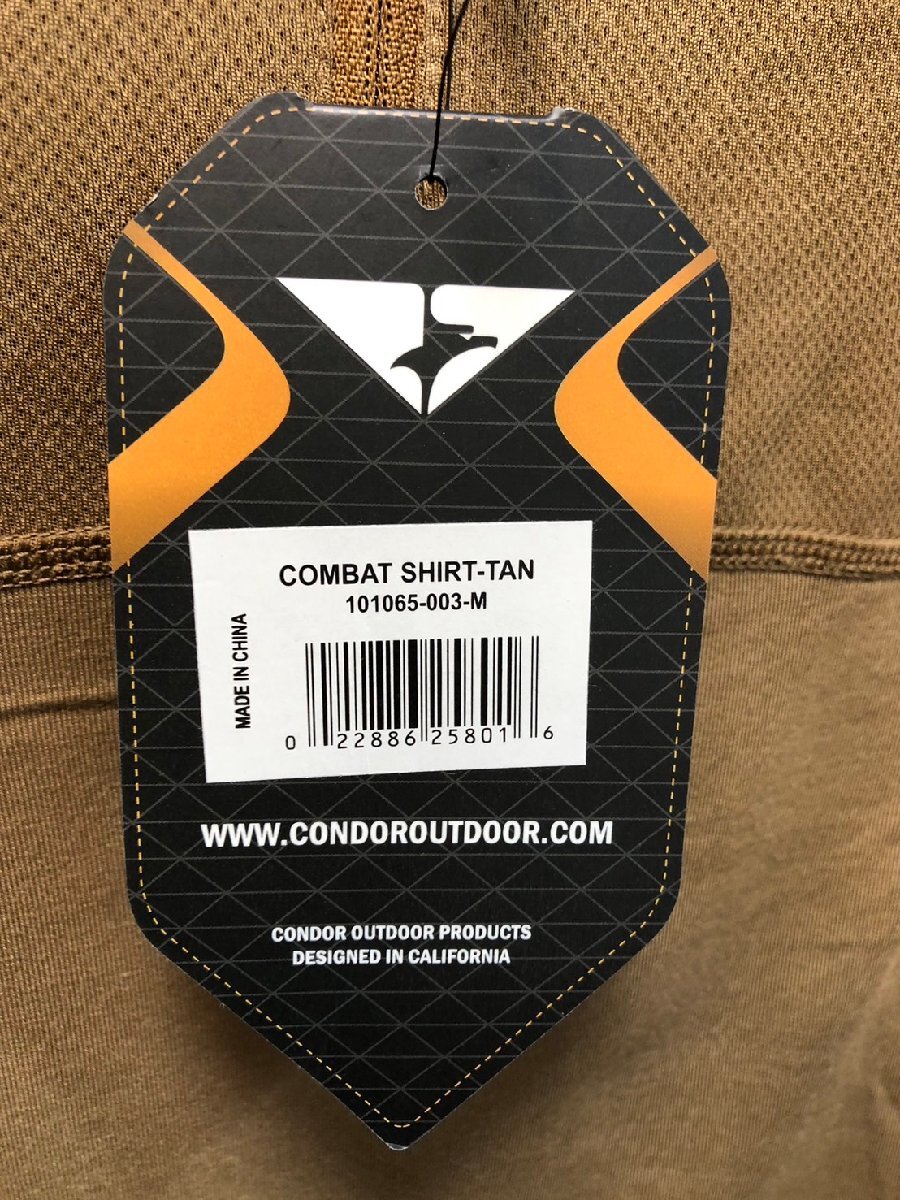 COMBAT SHIRT-TAN
101065-003-M
MADE IN CHINA
0 22886 25801 6
WWW.CONDOROUTDOOR.COM
CONDOR OUTDOOR PRODUCTS
DESIGNED IN CALIFORNIA